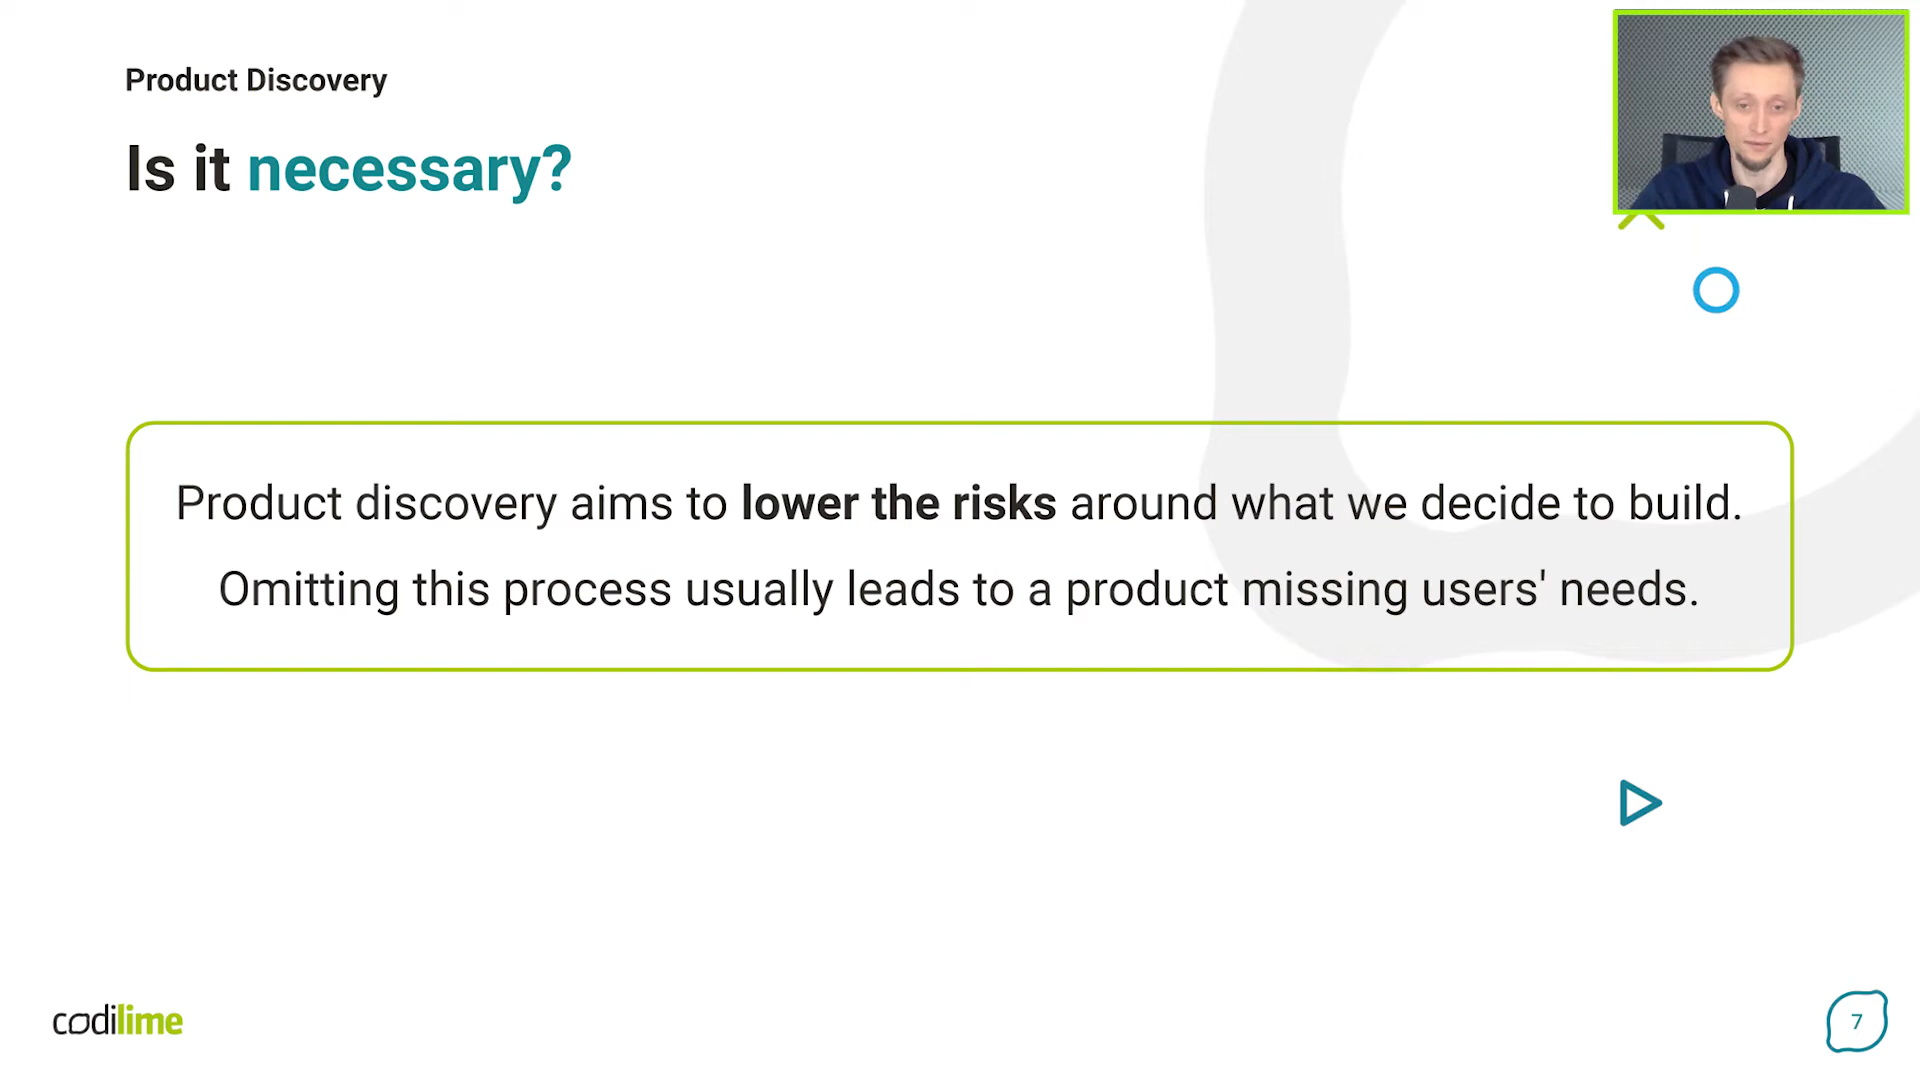 Product Discovery
Is it necessary?
Product discovery aims to lower the risks around what we decide to build.
Omitting this process usually leads to a product missing users' needs.
codilime
7